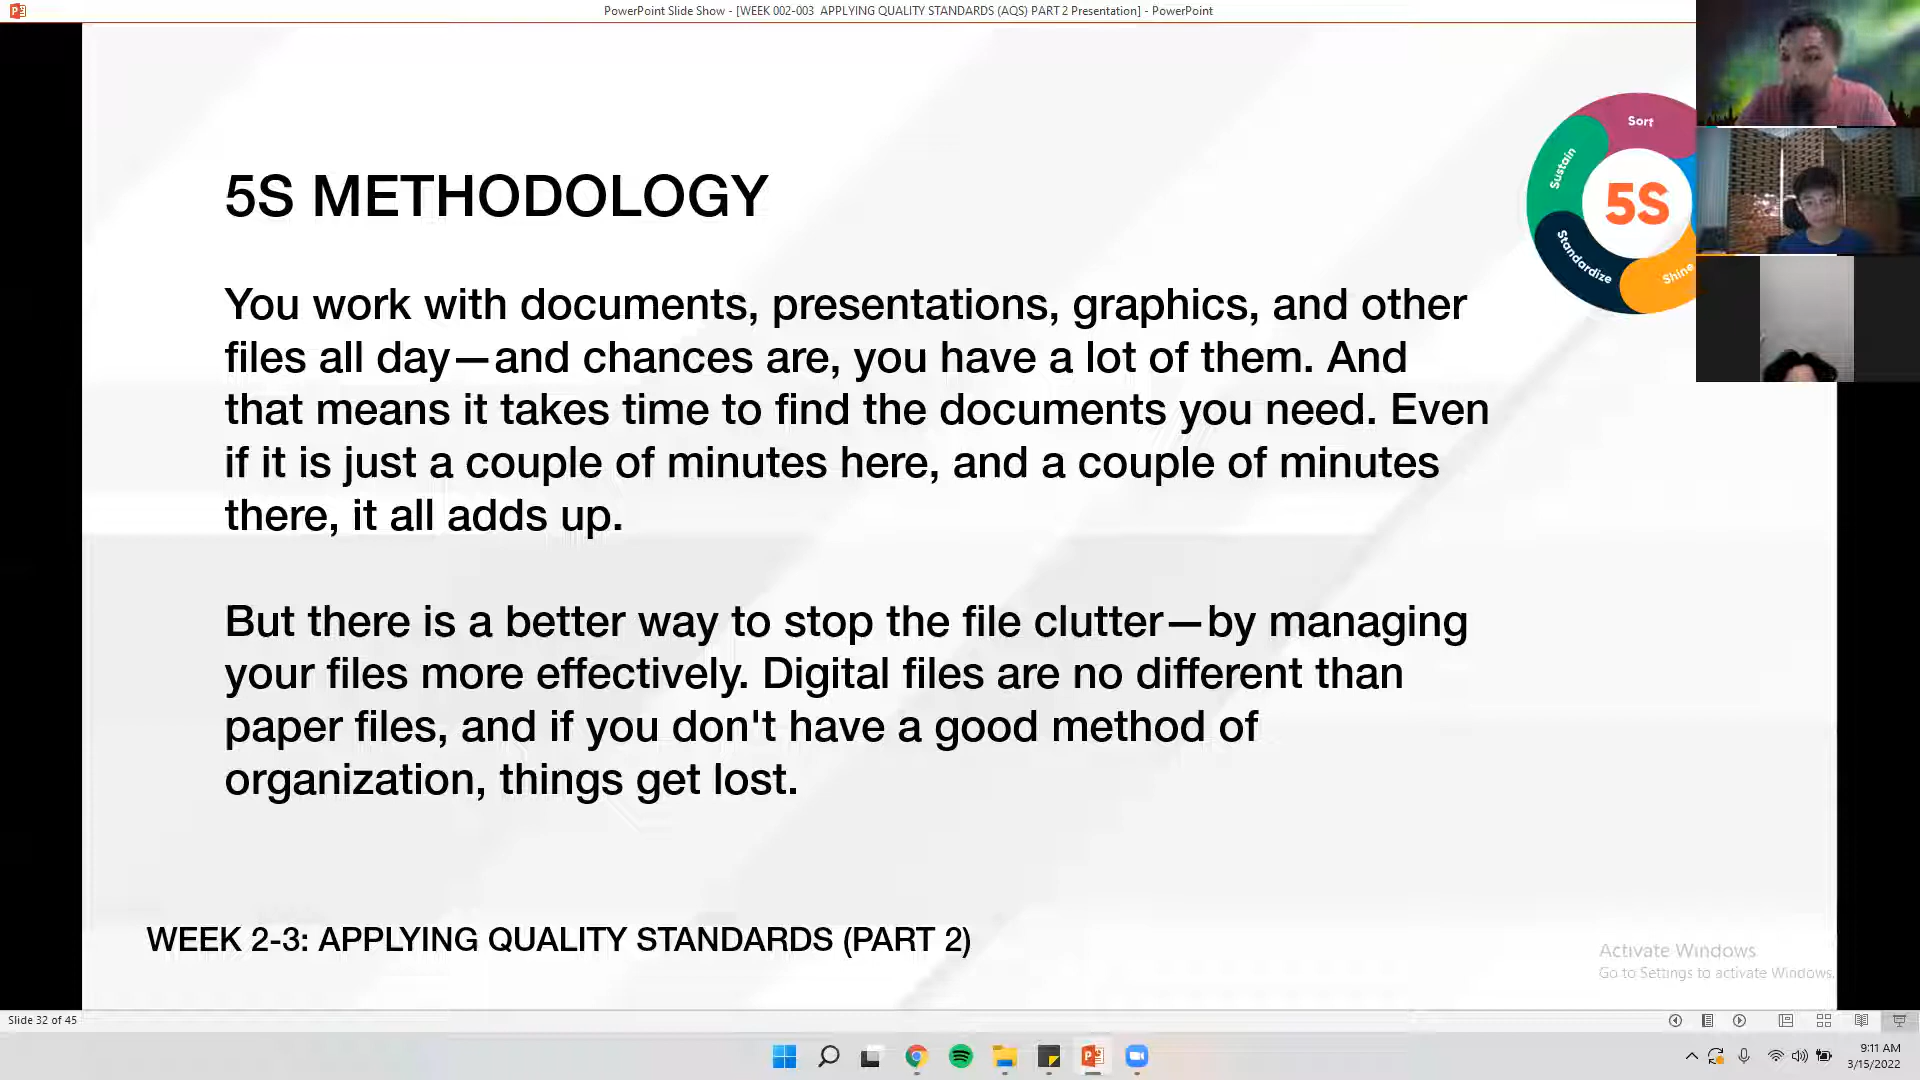 PowerPoint Slide Show - [WEEK 002-003  APPLYING QUALITY STANDARDS (AQS) PART 2 Presentation] - PowerPoint
5S METHODOLOGY
Sort
Sustain
5S
Standardize
Shine
You work with documents, presentations, graphics, and other
files all day—and chances are, you have a lot of them. And
that means it takes time to find the documents you need. Even
if it is just a couple of minutes here, and a couple of minutes
there, it all adds up.
But there is a better way to stop the file clutter—by managing
your files more effectively. Digital files are no different than
paper files, and if you don't have a good method of
organization, things get lost.
WEEK 2-3: APPLYING QUALITY STANDARDS (PART 2)
Activate Windows
Go to Settings to activate Windows.
Slide 32 of 45
9:11 AM
3/15/2022